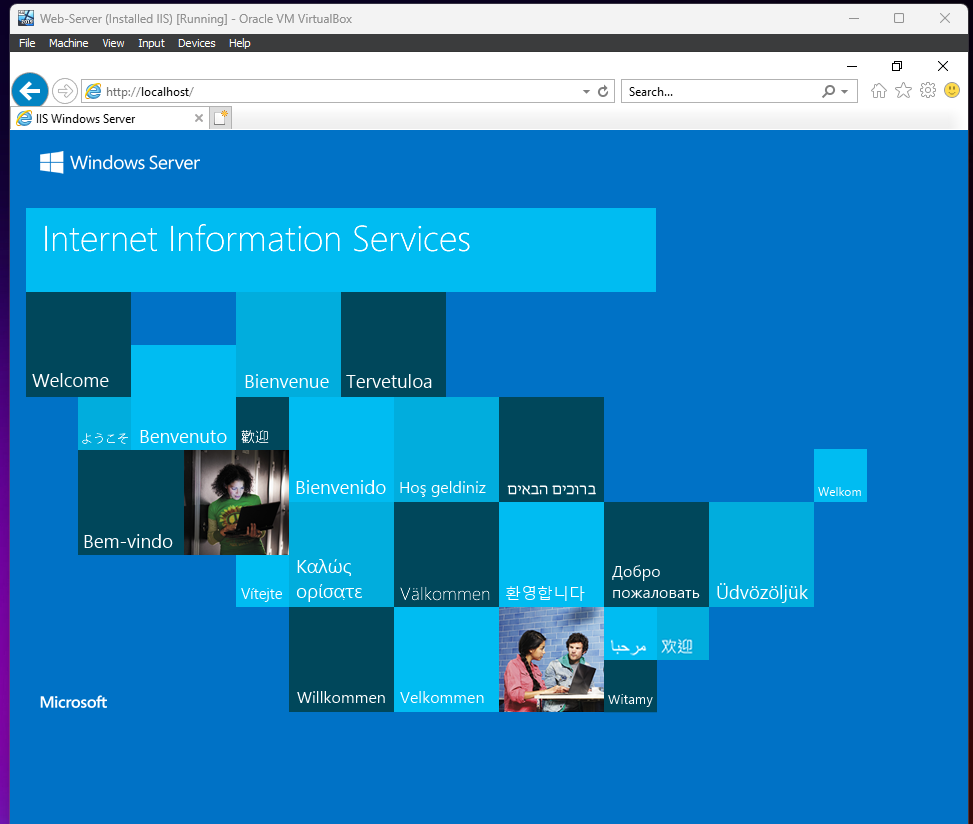 Web-Server (Installed IIS) [Running] - Oracle VM VirtualBox
File Machine View Input Devices Help
http://localhost/
Search...
IIS Windows Server
Windows Server
Internet Information Services
Welcome
Bienvenue
Tervetuloa
ようこそ
Benvenuto
歡迎
Bienvenido
Hoş geldiniz
ברוכים הבאים
Welkom
Bem-vindo
Vítejte
Καλώς
ορίσατε
Välkommen
환영합니다
Добро
пожаловать
Üdvözöljük
مرحبا
欢迎
Willkommen
Velkommen
Witamy
Microsoft